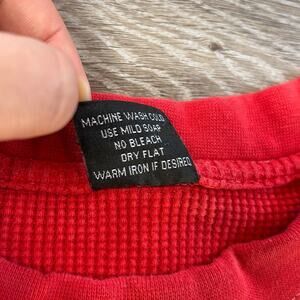 MACHINE WASH COLD
USE MILD SOAP
NO BLEACH
DRY FLAT
WARM IRON IF DESIRED